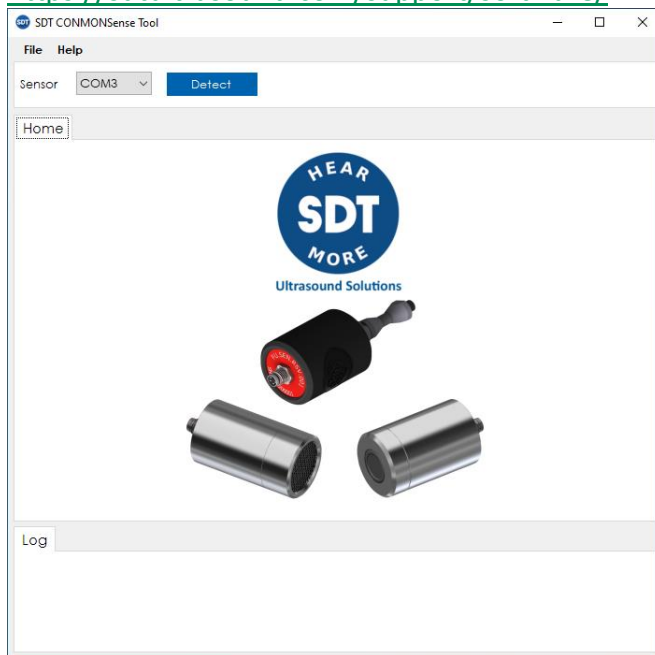 SDT CONMONSense Tool
File Help
Sensor COM3 Detect
Home
HEAR
SDT
MORE
Ultrasound Solutions
Log